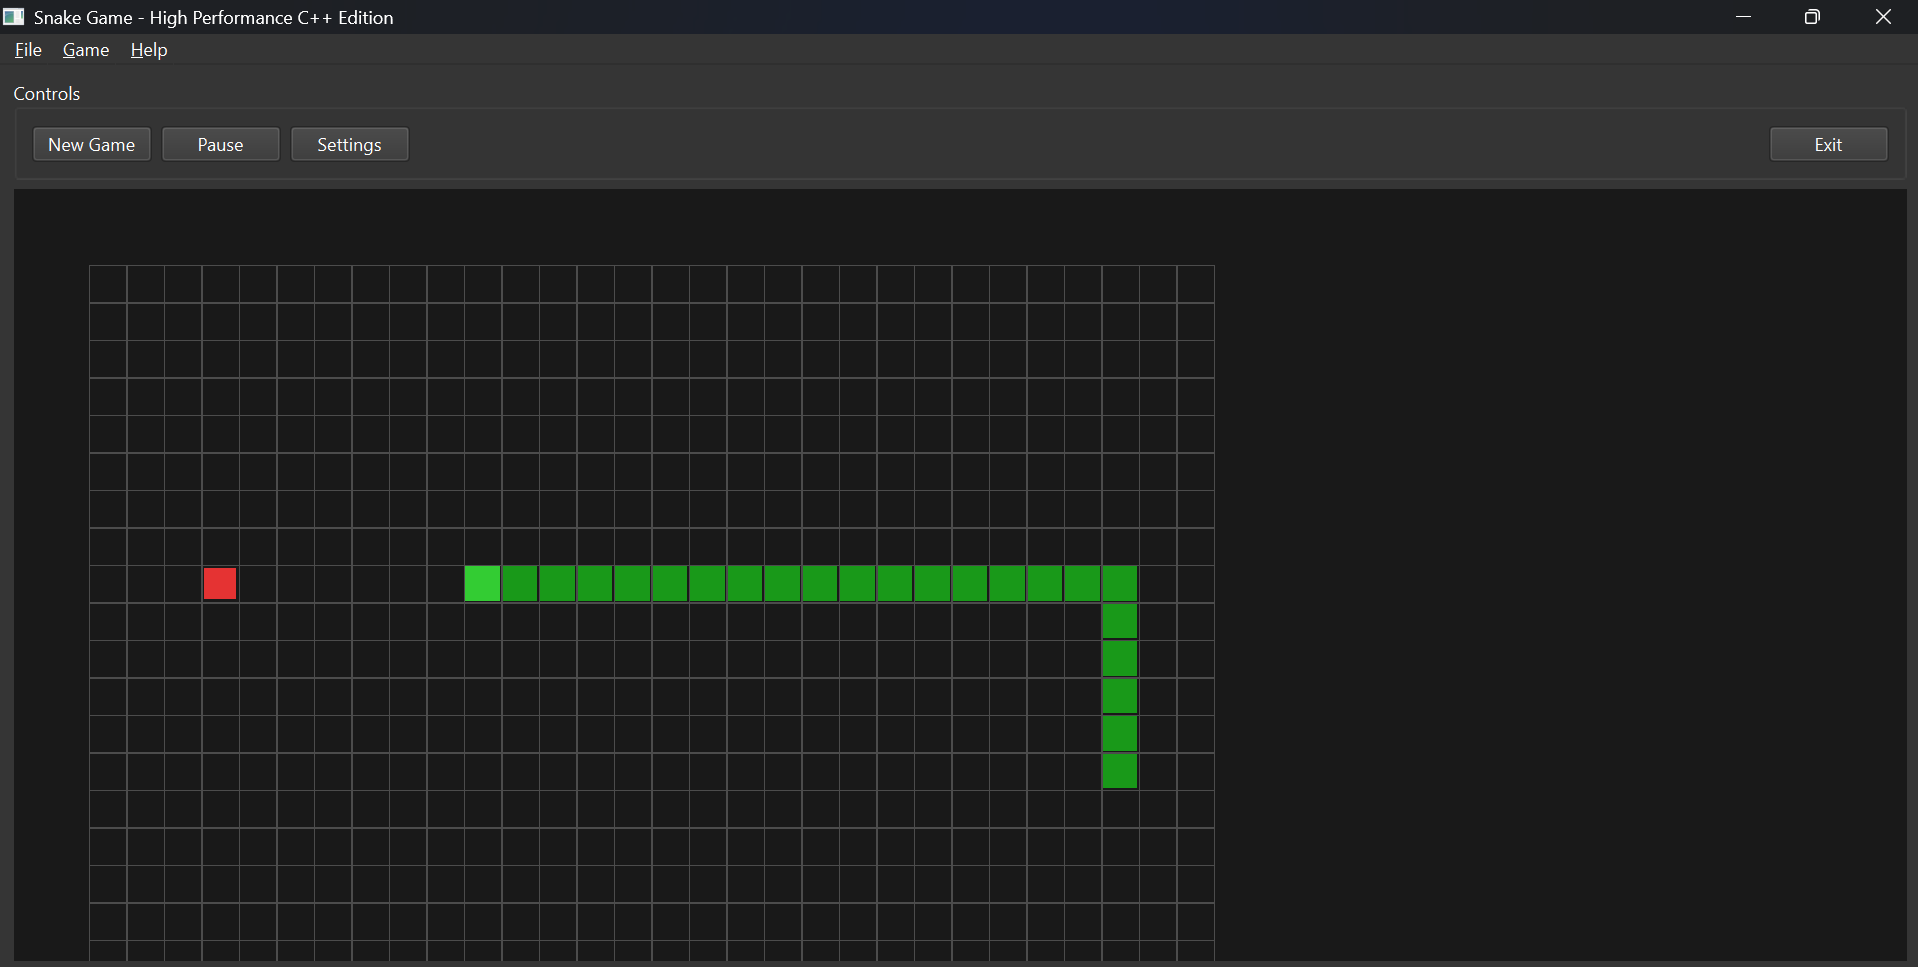 Snake Game - High Performance C++ Edition
File Game Help
Controls
New Game Pause Settings Exit